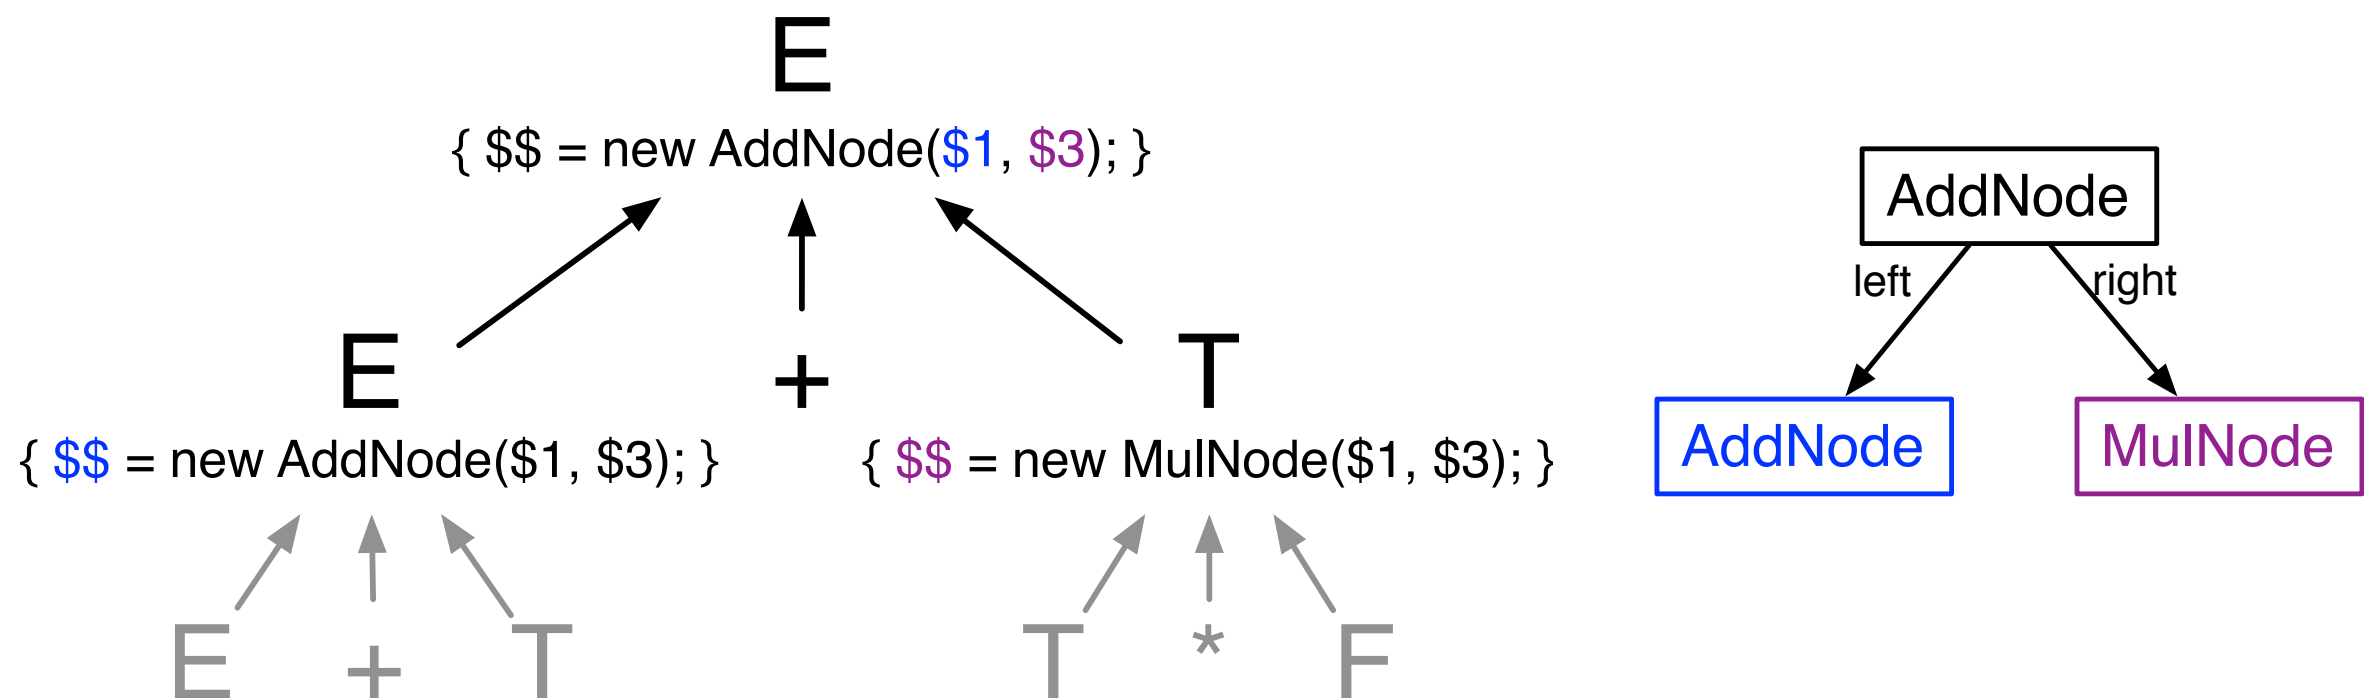 E
{ $$ = new AddNode($1, $3); }
E + T
{ $$ = new AddNode($1, $3); } { $$ = new MulNode($1, $3); }
E + T T * F
AddNode
left right
AddNode MulNode